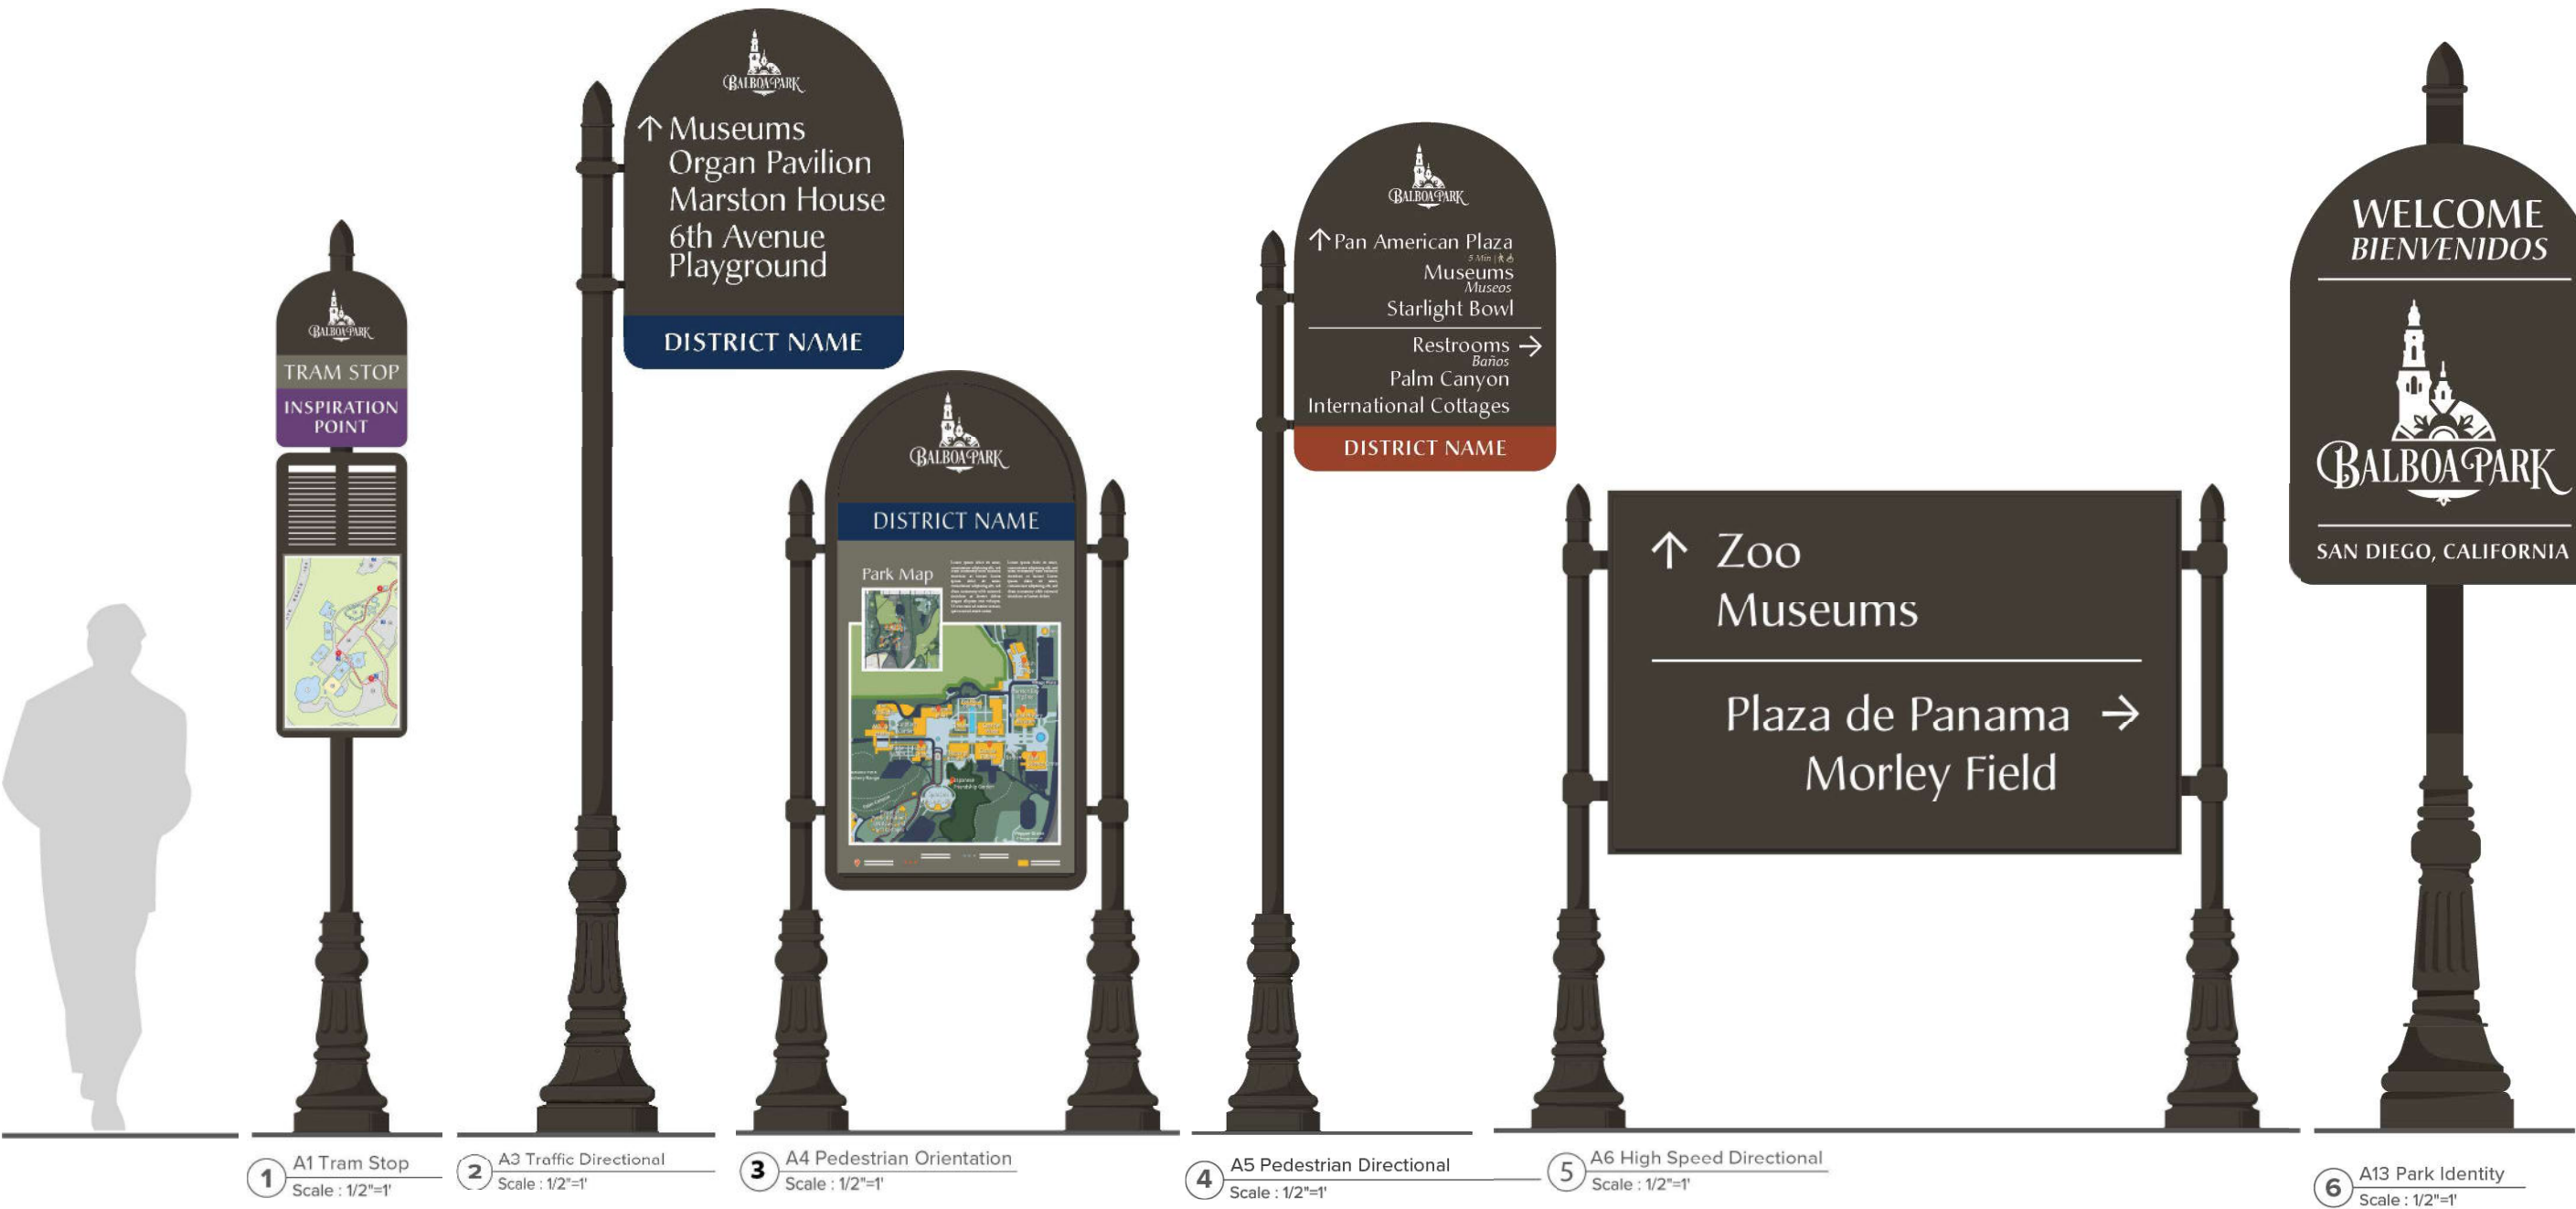 BALBOA PARK
TRAM STOP
INSPIRATION
POINT
BALBOA PARK
↑ Museums
Organ Pavilion
Marston House
6th Avenue
Playground
DISTRICT NAME
BALBOA PARK
DISTRICT NAME
Park Map
BALBOA PARK
↑ Pan American Plaza
5 Min
Museums
Museos
Starlight Bowl
Restrooms →
Baños
Palm Canyon
International Cottages
DISTRICT NAME
↑ Zoo
Museums
Plaza de Panama →
Morley Field
WELCOME
BIENVENIDOS
BALBOA PARK
SAN DIEGO, CALIFORNIA
1 A1 Tram Stop
Scale : 1/2"=1'
2 A3 Traffic Directional
Scale : 1/2"=1'
3 A4 Pedestrian Orientation
Scale : 1/2"=1'
4 A5 Pedestrian Directional
Scale : 1/2"=1'
5 A6 High Speed Directional
Scale : 1/2"=1'
6 A13 Park Identity
Scale : 1/2"=1'